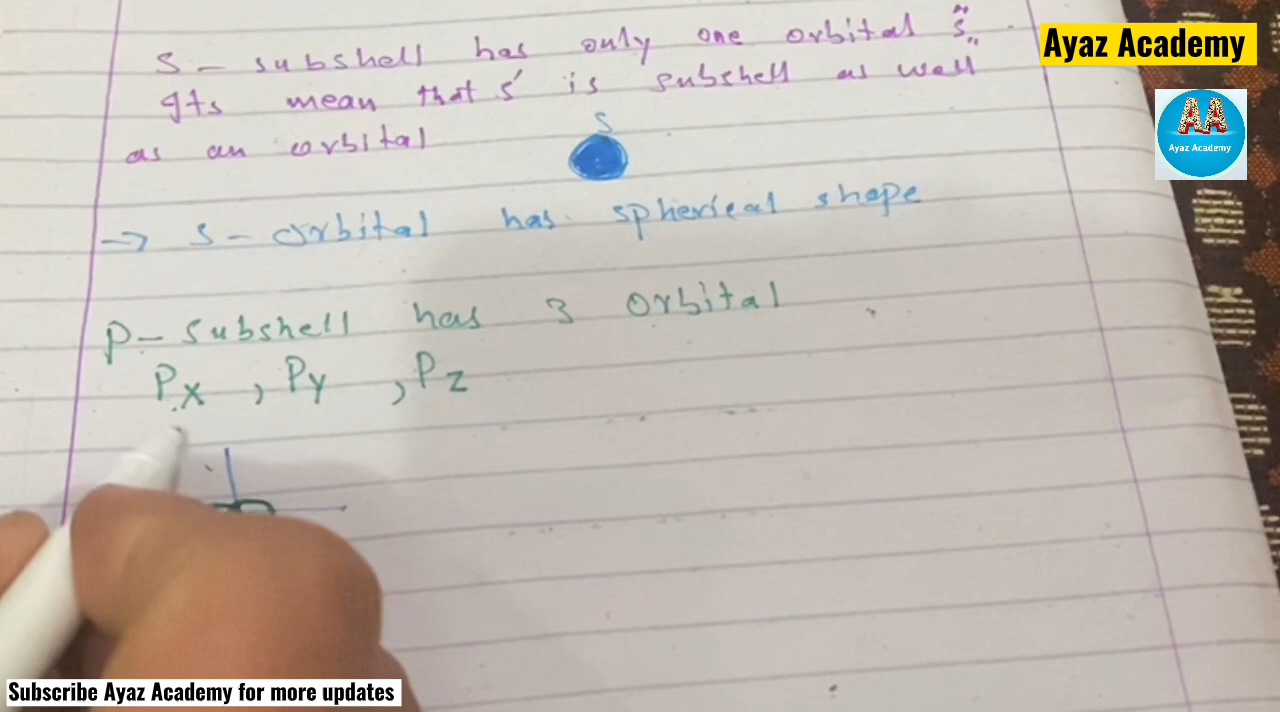 S - subshell has only one orbital "s"
Its mean that s' is subshell as well
as an orbital
S
→ s - orbital has spherical shape
P - subshell has 3 orbital
Px , Py , Pz
Ayaz Academy
AA
Ayaz Academy
Subscribe Ayaz Academy for more updates